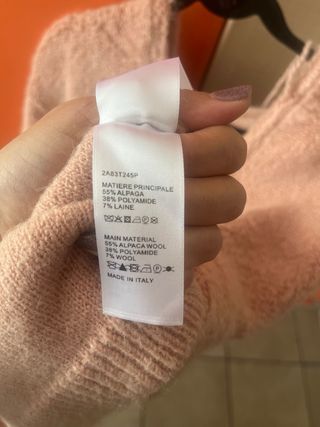 2A83T245P
MATIERE PRINCIPALE
55% ALPAGA
38% POLYAMIDE
7% LAINE
MAIN MATERIAL
55% ALPACA WOOL
38% POLYAMIDE
7% WOOL
MADE IN ITALY